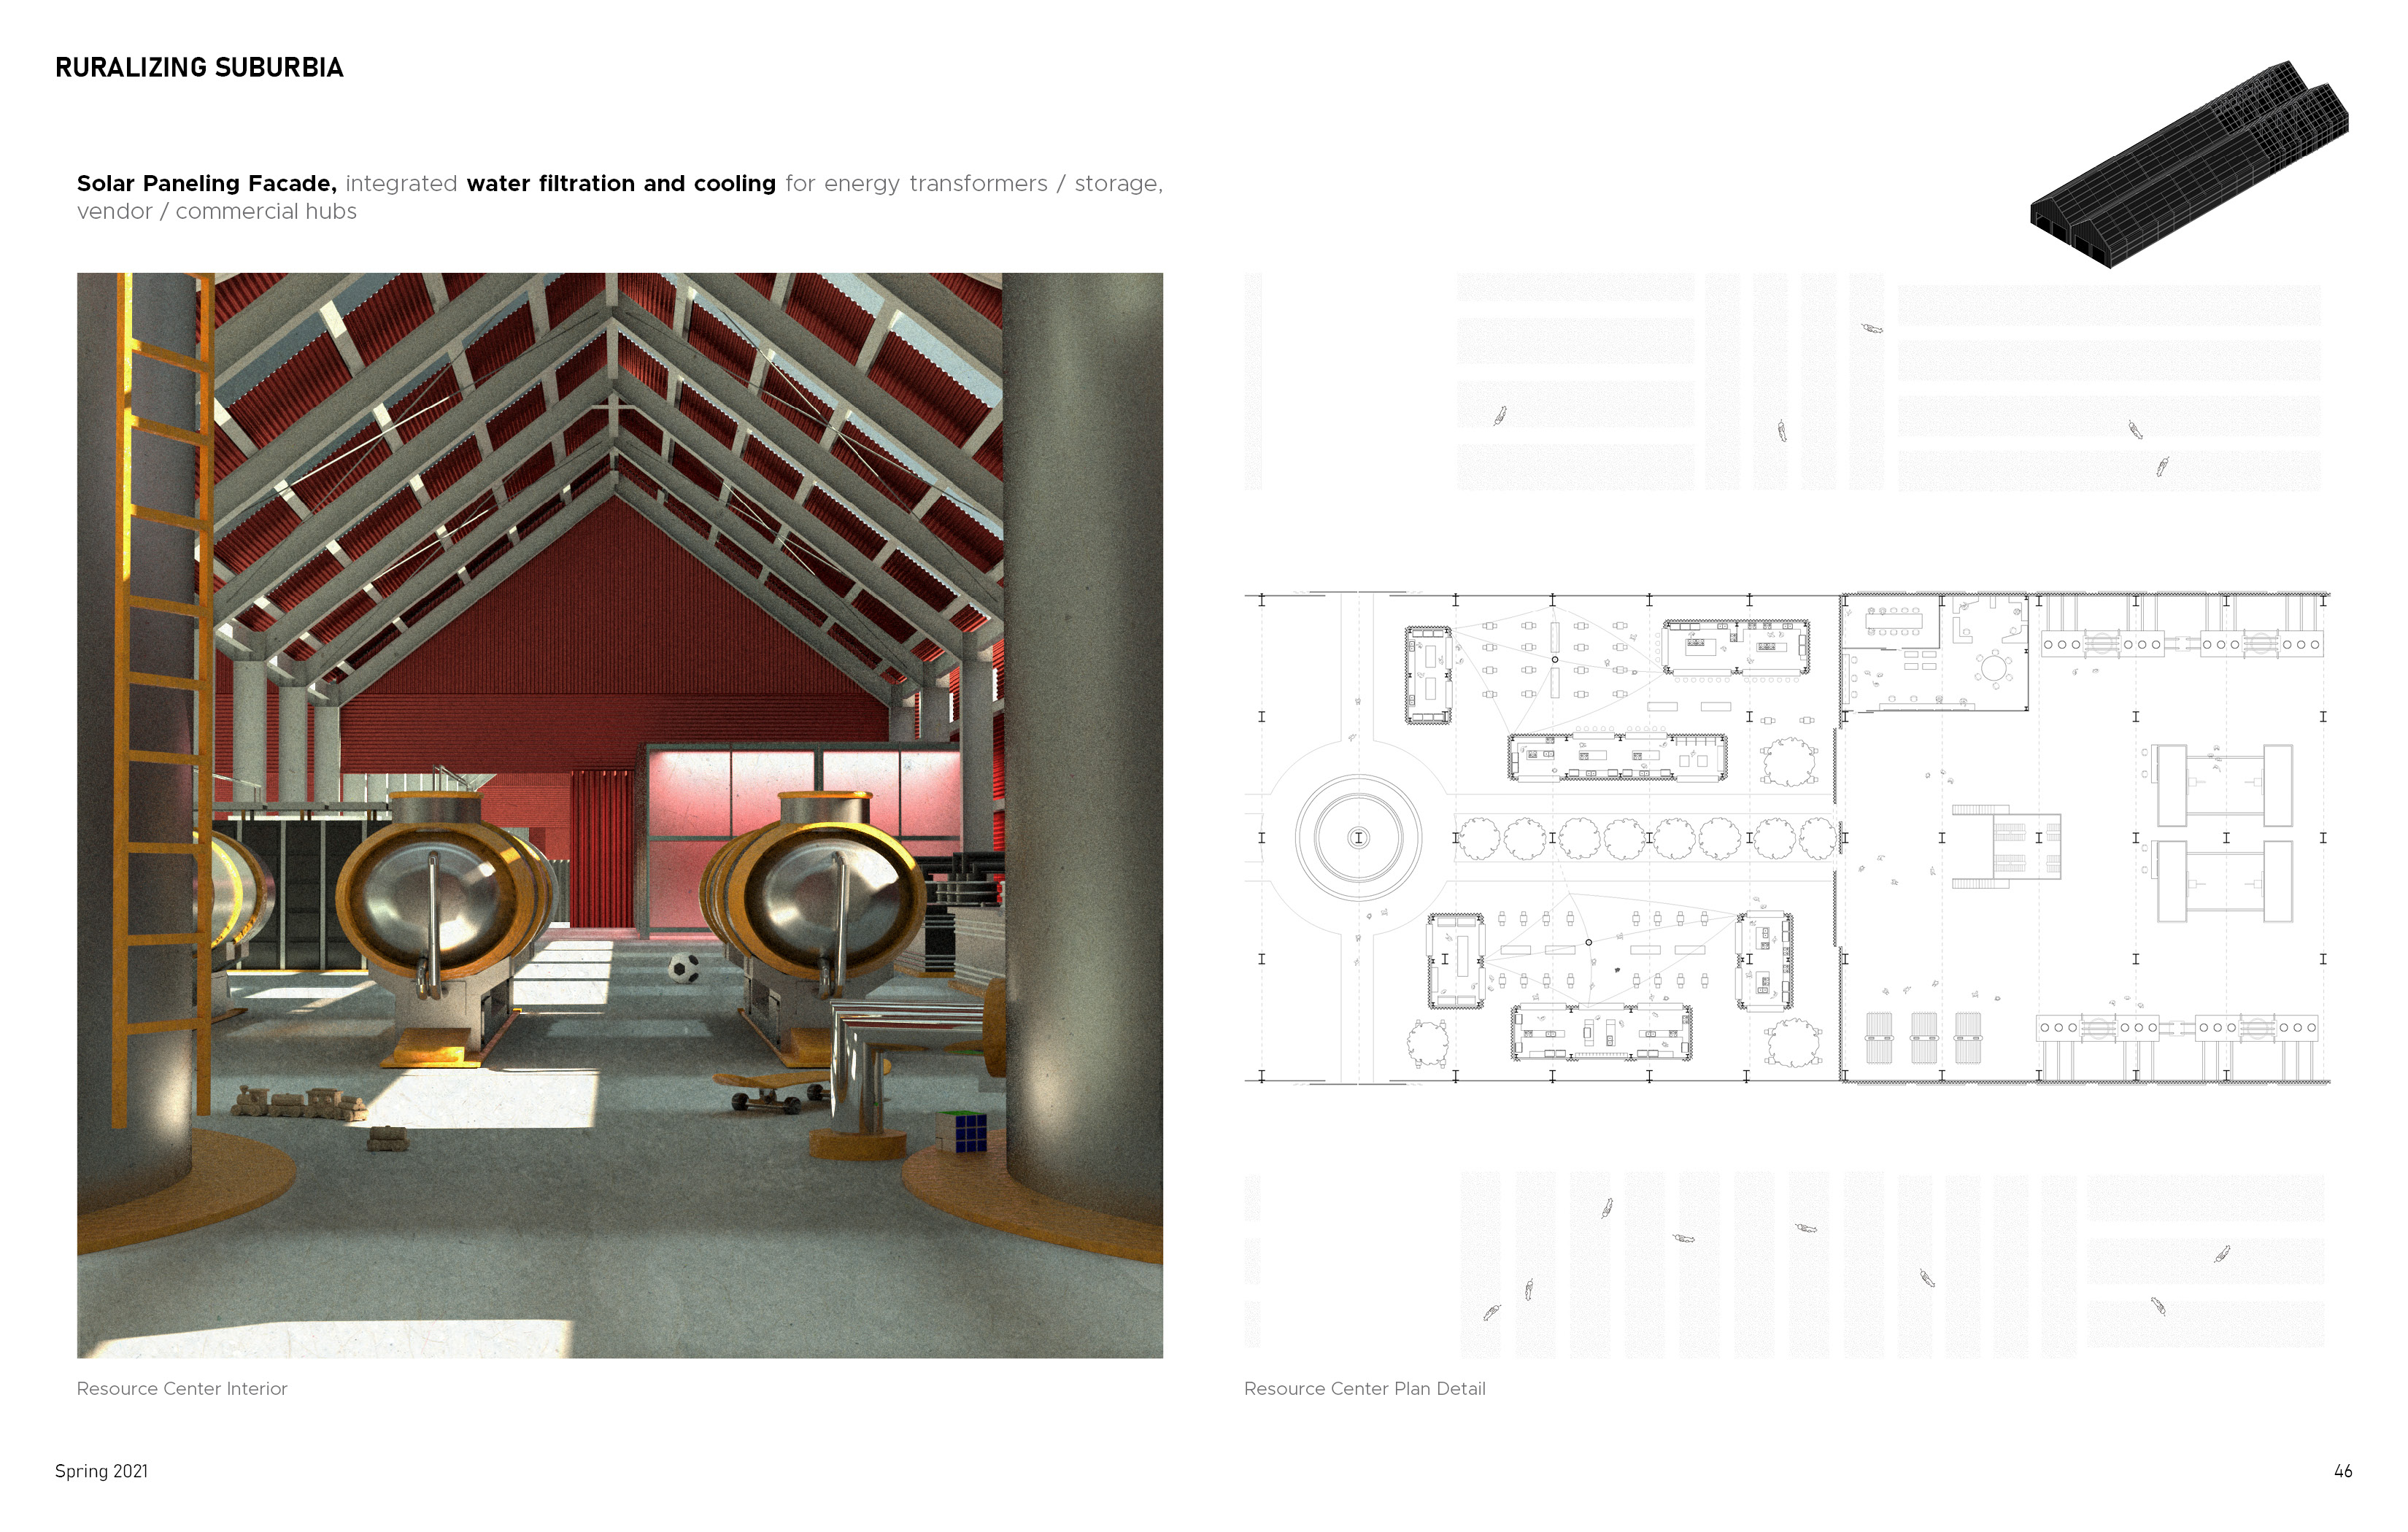 RURALIZING SUBURBIA
Solar Paneling Facade, integrated water filtration and cooling for energy transformers / storage,
vendor / commercial hubs
Resource Center Interior
Resource Center Plan Detail
Spring 2021
46